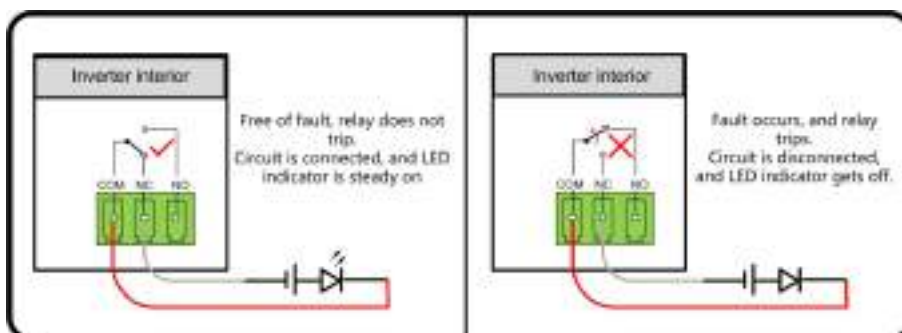 Inverter interior
Free of fault, relay does not
trip.
Circuit is connected, and LED
indicator is steady on
COM NC NO
Inverter interior
Fault occurs, and relay
trips.
Circuit is disconnected,
and LED indicator gets off.
COM NC NO